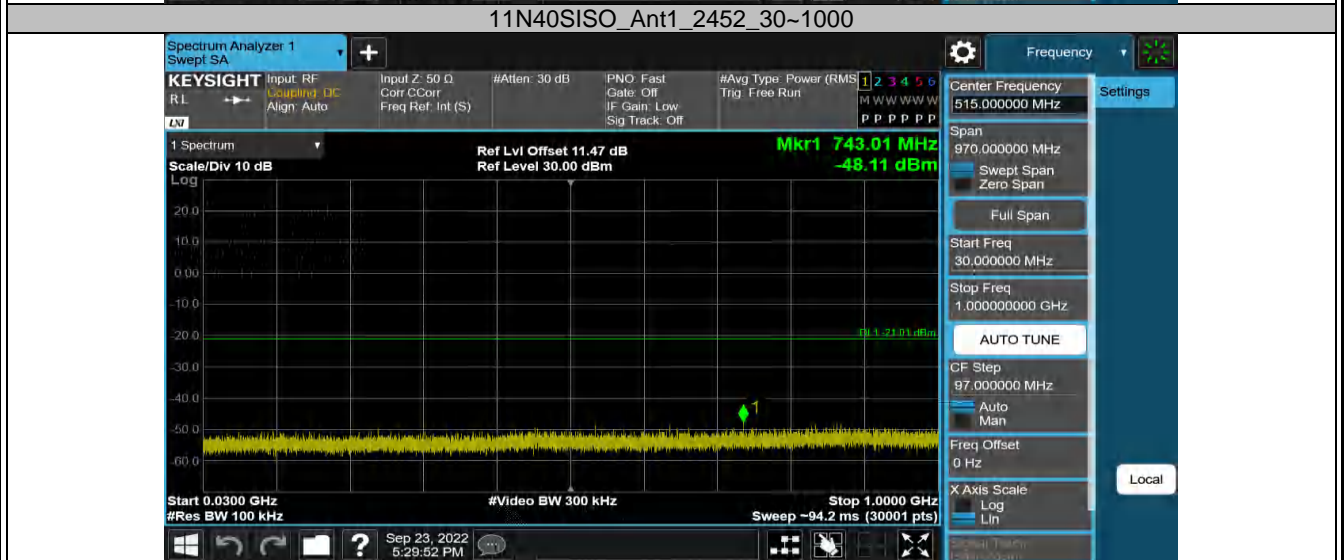 11N40SISO_Ant1_2452_30~1000
Spectrum Analyzer 1
Swept SA
+
Frequency
KEYSIGHT
RL
LXI
Input: RF
Coupling: DC
Align: Auto
Input Z: 50 Ω
Corr CCorr
Freq Ref: Int (S)
#Atten: 30 dB
PNO: Fast
Gate: Off
IF Gain: Low
Sig Track: Off
#Avg Type: Power (RMS
Trig: Free Run
1 2 3 4 5 6
M W W W W W
P P P P P P
1 Spectrum
Scale/Div 10 dB
Log
Ref Lvl Offset 11.47 dB
Ref Level 30.00 dBm
Mkr1 743.01 MHz
-48.11 dBm
20.0
10.0
0.00
-10.0
-20.0
-30.0
-40.0
-50.0
-60.0
DL1 -21.01 dBm
1
Start 0.0300 GHz
#Res BW 100 kHz
#Video BW 300 kHz
Stop 1.0000 GHz
Sweep ~94.2 ms (30001 pts)
Center Frequency
515.000000 MHz
Settings
Span
970.000000 MHz
Swept Span
Zero Span
Full Span
Start Freq
30.000000 MHz
Stop Freq
1.000000000 GHz
AUTO TUNE
CF Step
97.000000 MHz
Auto
Man
Freq Offset
0 Hz
X Axis Scale
Log
Lin
Local
?
Sep 23, 2022
5:29:52 PM